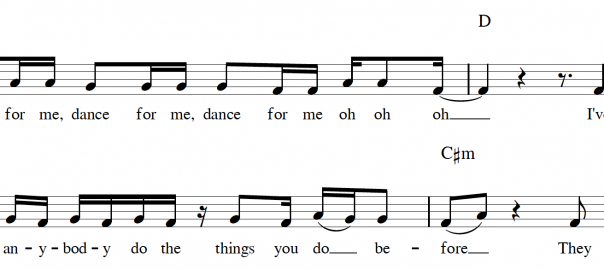 D
for me, dance for me, dance for me oh oh oh I've
C♯m
an - y - bod - y do the things you do be - fore They